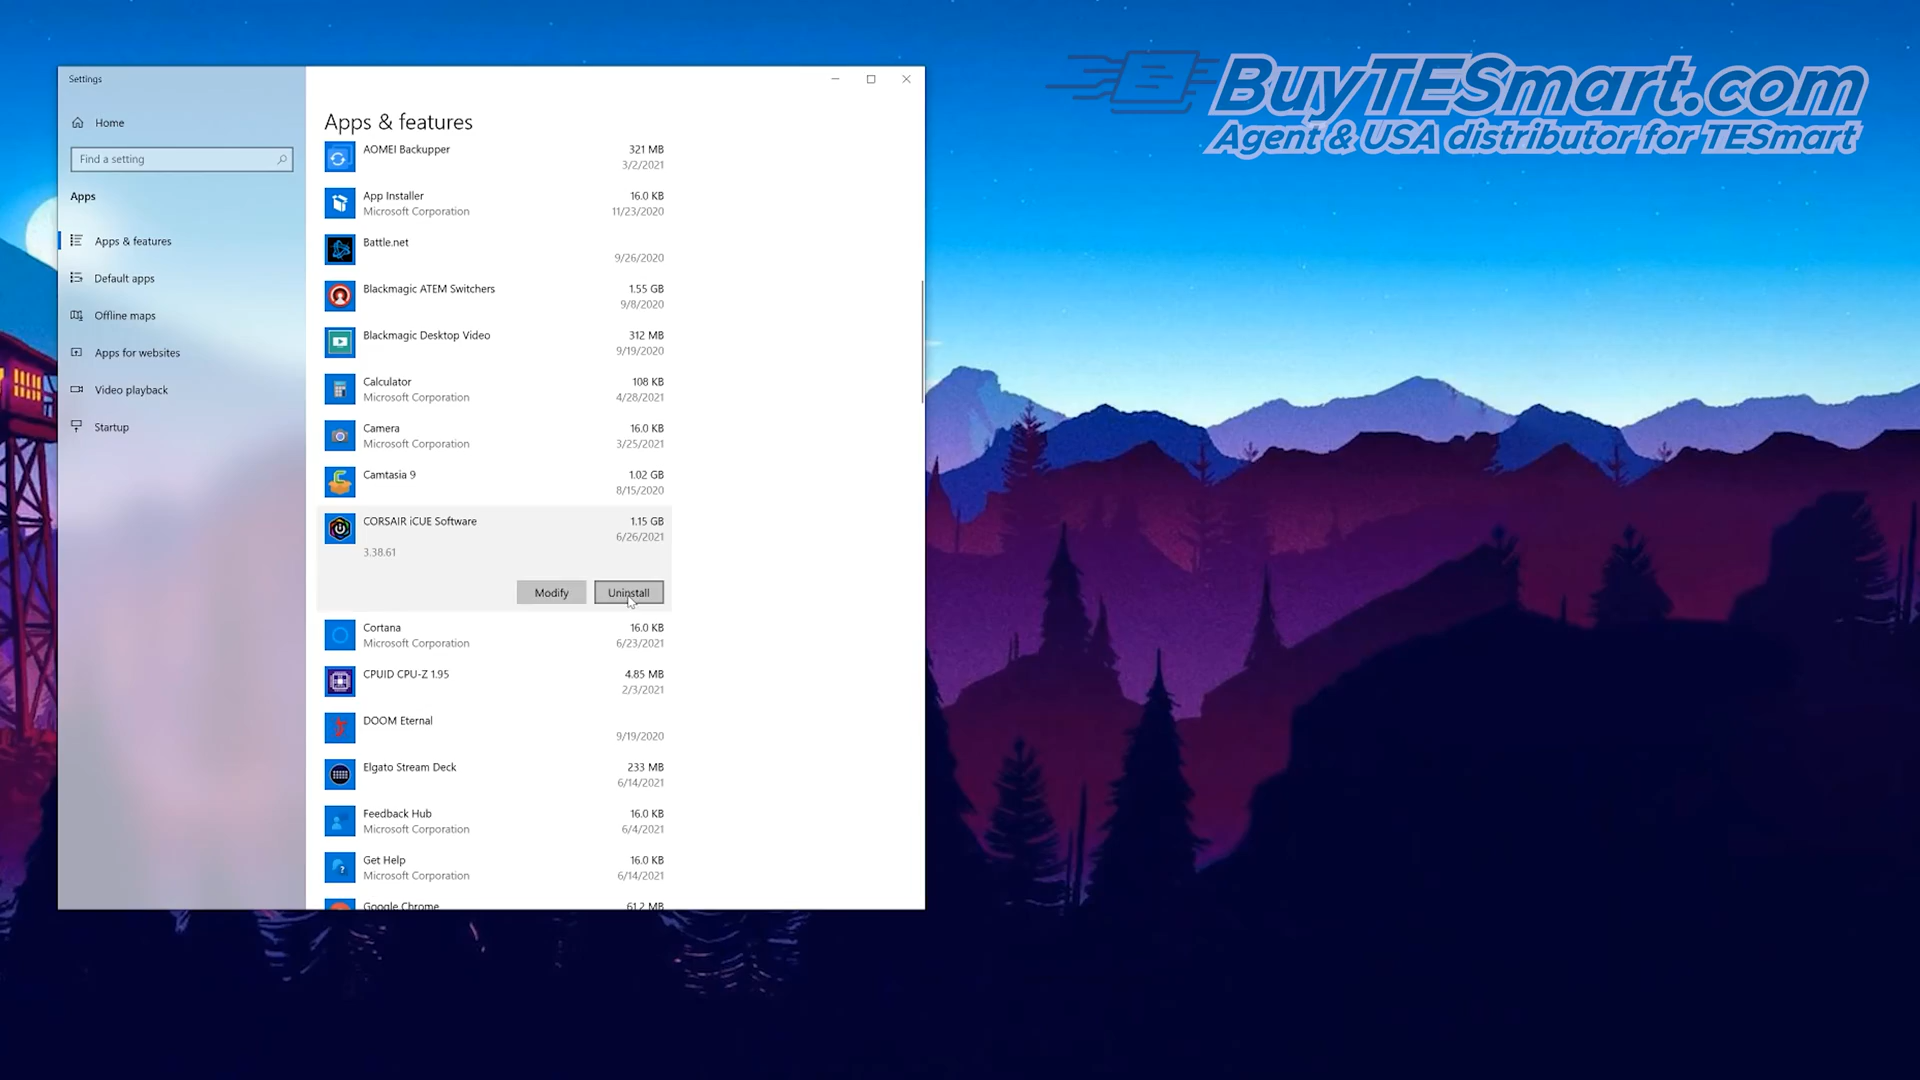 BuyTESmart.com
Agent & USA distributor for TESmart
Settings
Home
Find a setting
Apps
Apps & features
Default apps
Offline maps
Apps for websites
Video playback
Startup
Apps & features
AOMEI Backupper 321 MB
3/2/2021
App Installer 16.0 KB
Microsoft Corporation 11/23/2020
Battle.net
9/26/2020
Blackmagic ATEM Switchers 1.55 GB
9/8/2020
Blackmagic Desktop Video 312 MB
9/19/2020
Calculator 108 KB
Microsoft Corporation 4/28/2021
Camera 16.0 KB
Microsoft Corporation 3/25/2021
Camtasia 9 1.02 GB
8/15/2020
CORSAIR iCUE Software 1.15 GB
6/26/2021
3.38.61
Modify Uninstall
Cortana 16.0 KB
Microsoft Corporation 6/23/2021
CPUID CPU-Z 1.95 4.85 MB
2/3/2021
DOOM Eternal
9/19/2020
Elgato Stream Deck 233 MB
6/14/2021
Feedback Hub 16.0 KB
Microsoft Corporation 6/4/2021
Get Help 16.0 KB
Microsoft Corporation 6/14/2021
Google Chrome 61.2 MB